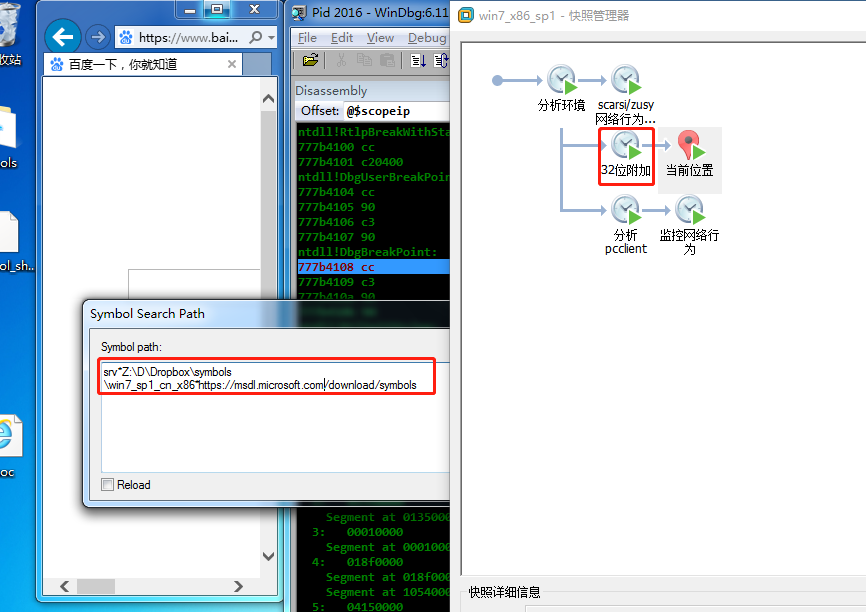 收站
ols
ol_sh..
oc
https://www.bai...
百度一下，你就知道
Pid 2016 - WinDbg:6.11
File Edit View Debug
Disassembly
Offset: @$scopeip
ntdll!RtlpBreakWithSta
777b4100 cc
777b4101 c20400
ntdll!DbgUserBreakPoin
777b4104 cc
777b4105 90
777b4106 c3
777b4107 90
ntdll!DbgBreakPoint:
777b4108 cc
777b4109 c3
777b410a 90
Symbol Search Path
Symbol path:
srv*Z:\D\Dropbox\symbols
\win7_sp1_cn_x86*https://msdl.microsoft.com/download/symbols
Reload
Segment at 0135000
3: 00010000
Segment at 0001000
4: 018f0000
Segment at 018f000
Segment at 1054000
5: 04150000
win7_x86_sp1 - 快照管理器
分析环境
scarsi/zusy
网络行为...
32位附加
当前位置
分析
pcclient
监控网络行
为
快照详细信息